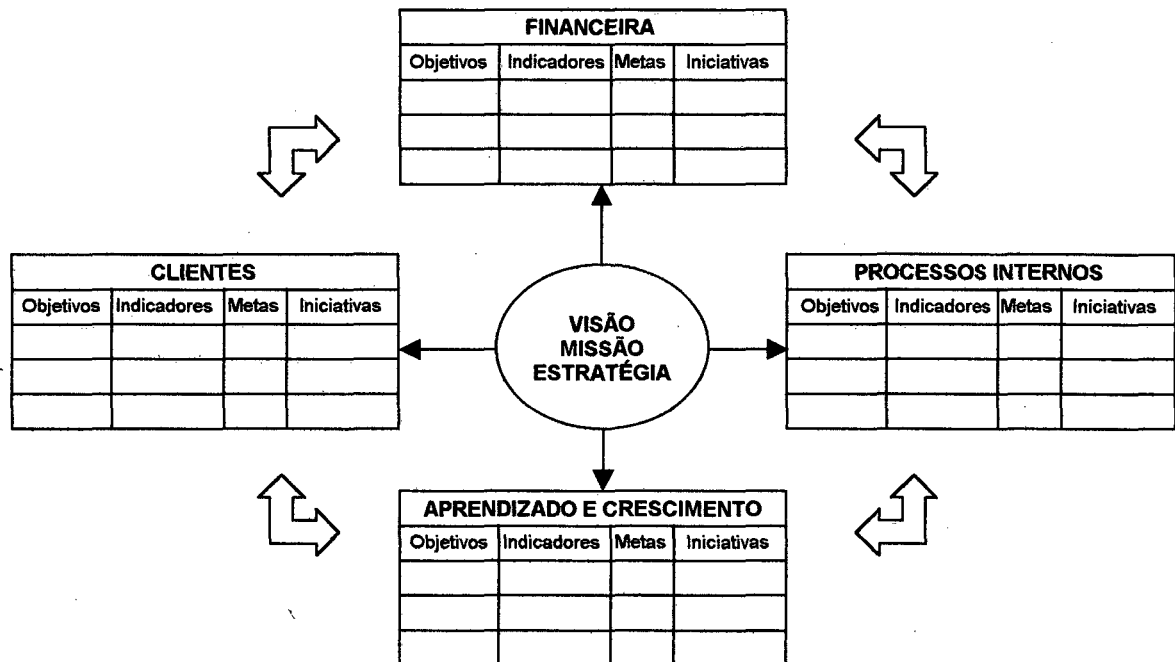 FINANCEIRA
Objetivos Indicadores Metas Iniciativas
CLIENTES
Objetivos Indicadores Metas Iniciativas
VISÃO
MISSÃO
ESTRATÉGIA
PROCESSOS INTERNOS
Objetivos Indicadores Metas Iniciativas
APRENDIZADO E CRESCIMENTO
Objetivos Indicadores Metas Iniciativas